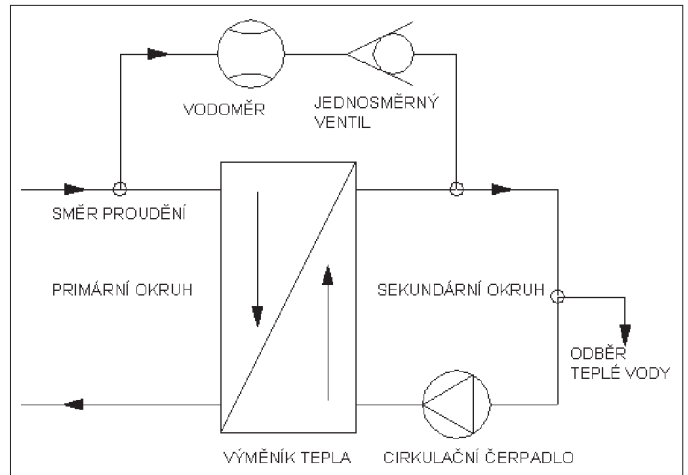 VODOMĚR
JEDNOSMĚRNÝ
VENTIL
SMĚR PROUDĚNÍ
PRIMÁRNÍ OKRUH
SEKUNDÁRNÍ OKRUH
ODBĚR
TEPLÉ VODY
VÝMĚNÍK TEPLA
CIRKULAČNÍ ČERPADLO